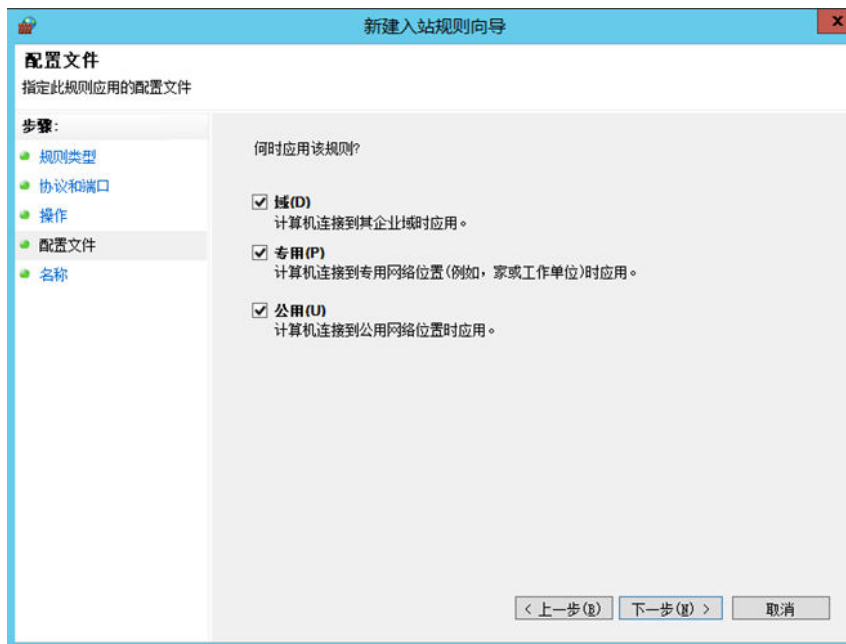 新建入站规则向导
x
配置文件
指定此规则应用的配置文件
步骤:
规则类型
协议和端口
操作
配置文件
名称
何时应用该规则?
域(D)
计算机连接到其企业域时应用。
专用(P)
计算机连接到专用网络位置(例如，家或工作单位)时应用。
公用(U)
计算机连接到公用网络位置时应用。
< 上一步(B)
下一步(N) >
取消